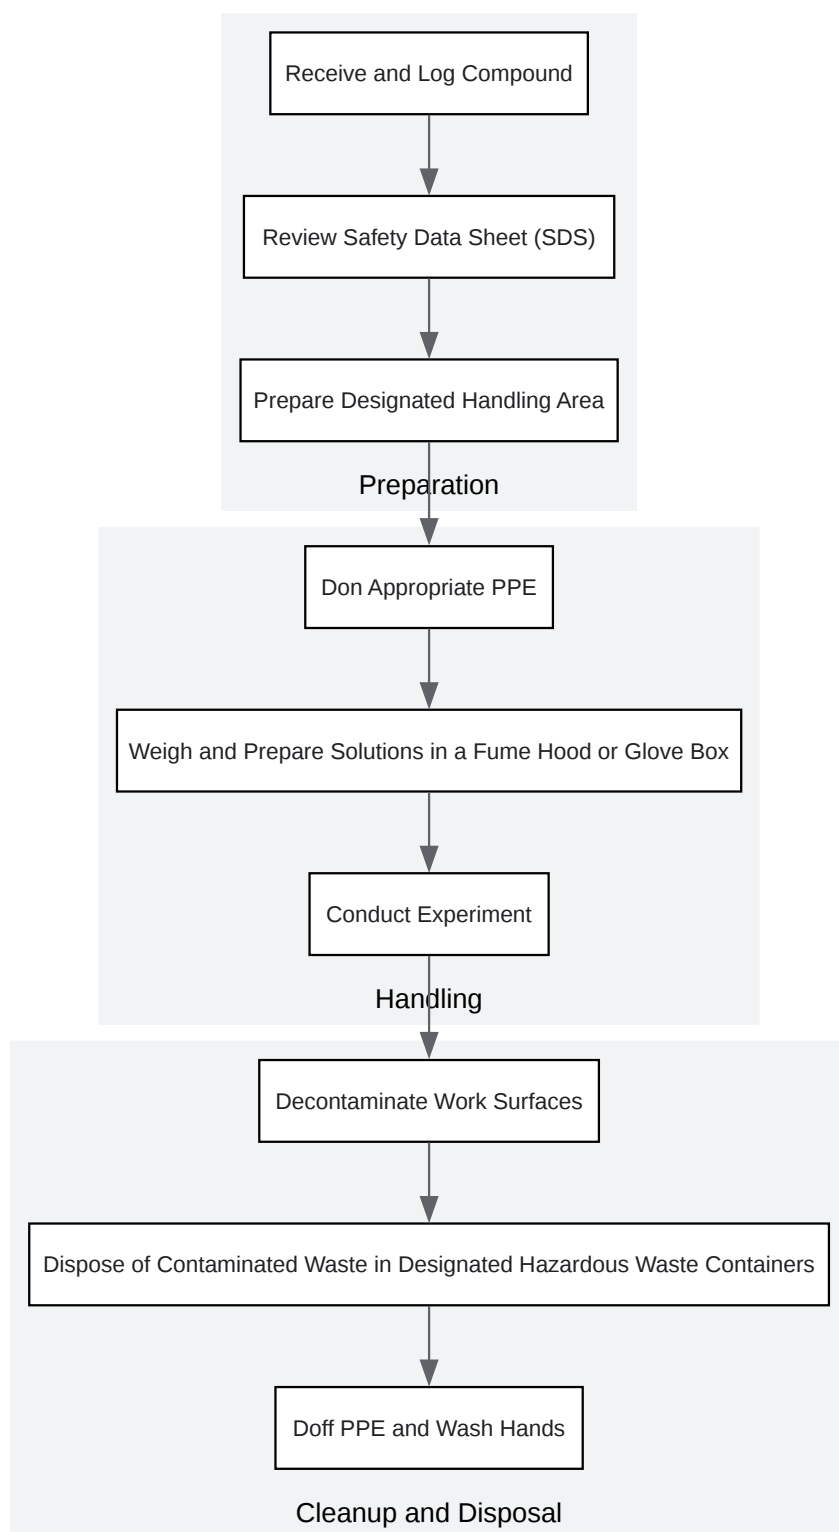 Receive and Log Compound
Review Safety Data Sheet (SDS)
Prepare Designated Handling Area
Preparation
Don Appropriate PPE
Weigh and Prepare Solutions in a Fume Hood or Glove Box
Conduct Experiment
Handling
Decontaminate Work Surfaces
Dispose of Contaminated Waste in Designated Hazardous Waste Containers
Doff PPE and Wash Hands
Cleanup and Disposal